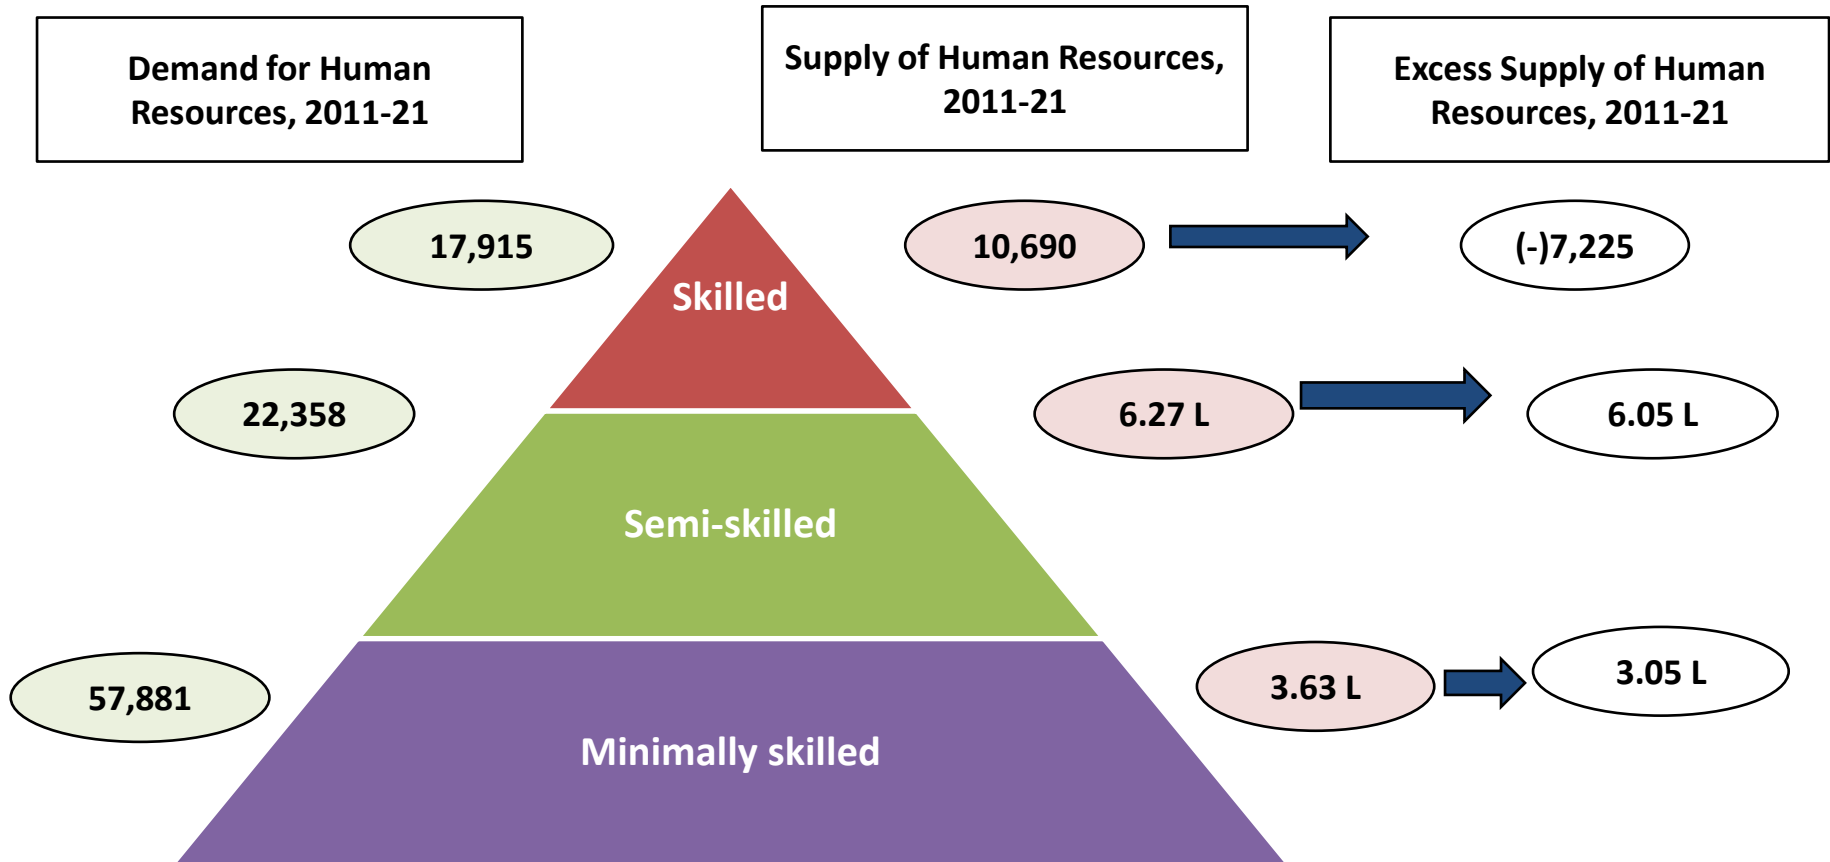 Demand for Human
Resources, 2011-21
Supply of Human Resources,
2011-21
Excess Supply of Human
Resources, 2011-21
17,915
Skilled
10,690
(-)7,225
22,358
Semi-skilled
6.27 L
6.05 L
57,881
Minimally skilled
3.63 L
3.05 L